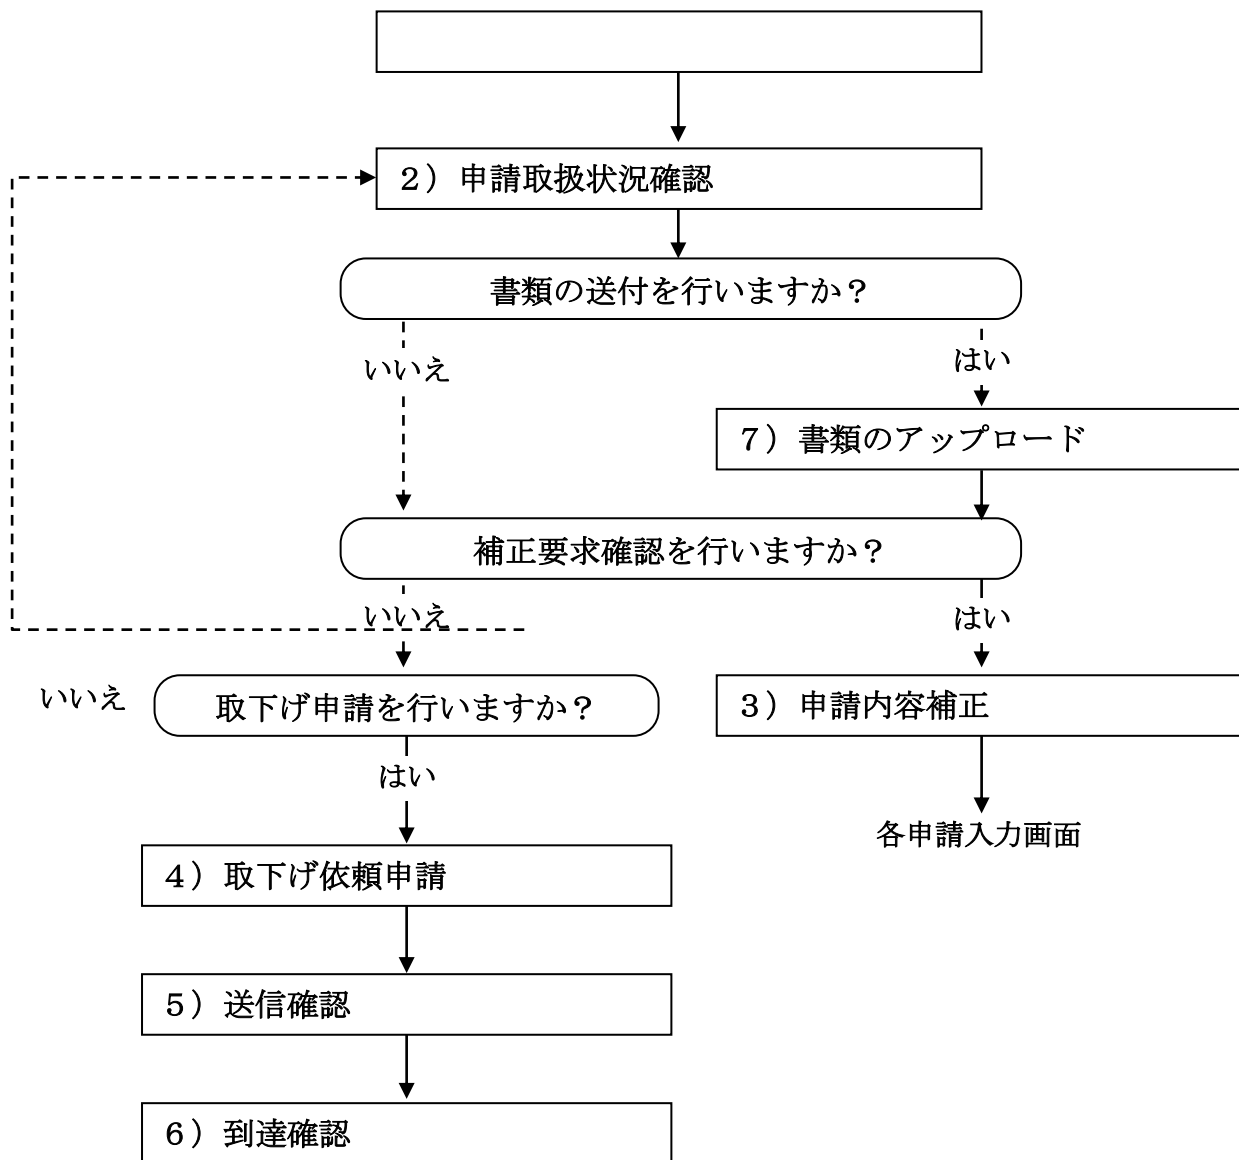 ２）申請取扱状況確認
書類の送付を行いますか？
いいえ
はい
７）書類のアップロード
補正要求確認を行いますか？
いいえ
はい
いいえ
取下げ申請を行いますか？
３）申請内容補正
はい
各申請入力画面
４）取下げ依頼申請
５）送信確認
６）到達確認